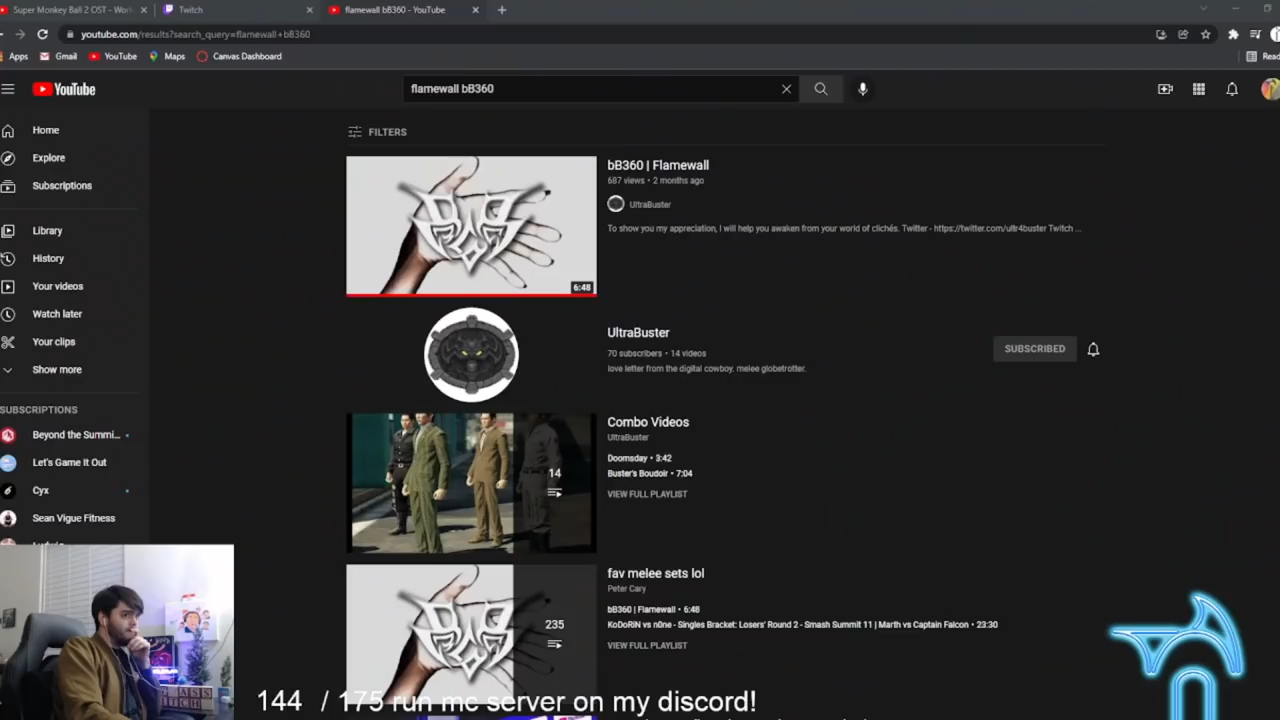 Super Monkey Ball 2 OST - Wor
Twitch
flamewall bB360 - YouTube
youtube.com/results?search_query=flamewall+bB360
Apps
Gmail
YouTube
Maps
Canvas Dashboard
Read
YouTube
flamewall bB360
Home
Explore
Subscriptions
Library
History
Your videos
Watch later
Your clips
Show more
SUBSCRIPTIONS
Beyond the Summi...
Let's Game It Out
Cyx
Sean Vigue Fitness
FILTERS
bB360 | Flamewall
687 views • 2 months ago
UltraBuster
To show you my appreciation, I will help you awaken from your world of clichés. Twitter - https://twitter.com/ultr4buster Twitch ...
6:48
UltraBuster
70 subscribers • 14 videos
love letter from the digital cowboy. melee globetrotter.
SUBSCRIBED
Combo Videos
UltraBuster
Doomsday • 3:42
Buster's Boudoir • 7:04
VIEW FULL PLAYLIST
14
fav melee sets lol
Peter Cary
bB360 | Flamewall • 6:48
KoDoRiN vs n0ne - Singles Bracket: Losers' Round 2 - Smash Summit 11 | Marth vs Captain Falcon • 23:30
VIEW FULL PLAYLIST
235
144 / 175 run mc server on my discord!